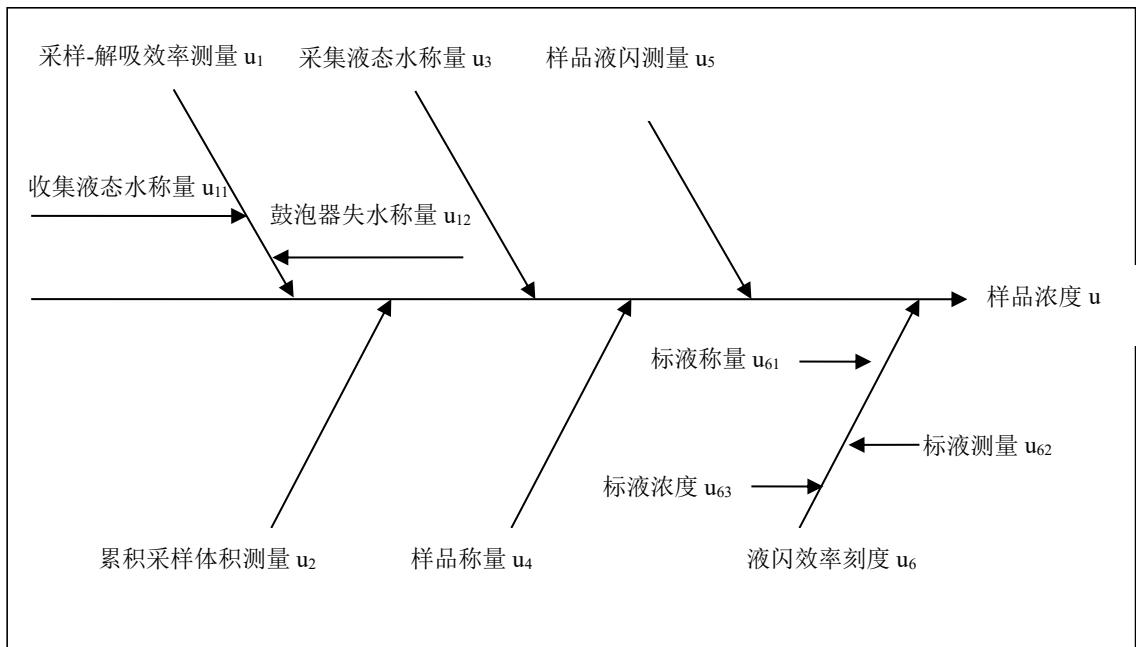 采样-解吸效率测量 u₁
采集液态水称量 u₃
样品液闪测量 u₅
收集液态水称量 u₁₁
鼓泡器失水称量 u₁₂
样品浓度 u
标液称量 u₆₁
标液测量 u₆₂
标液浓度 u₆₃
累积采样体积测量 u₂
样品称量 u₄
液闪效率刻度 u₆